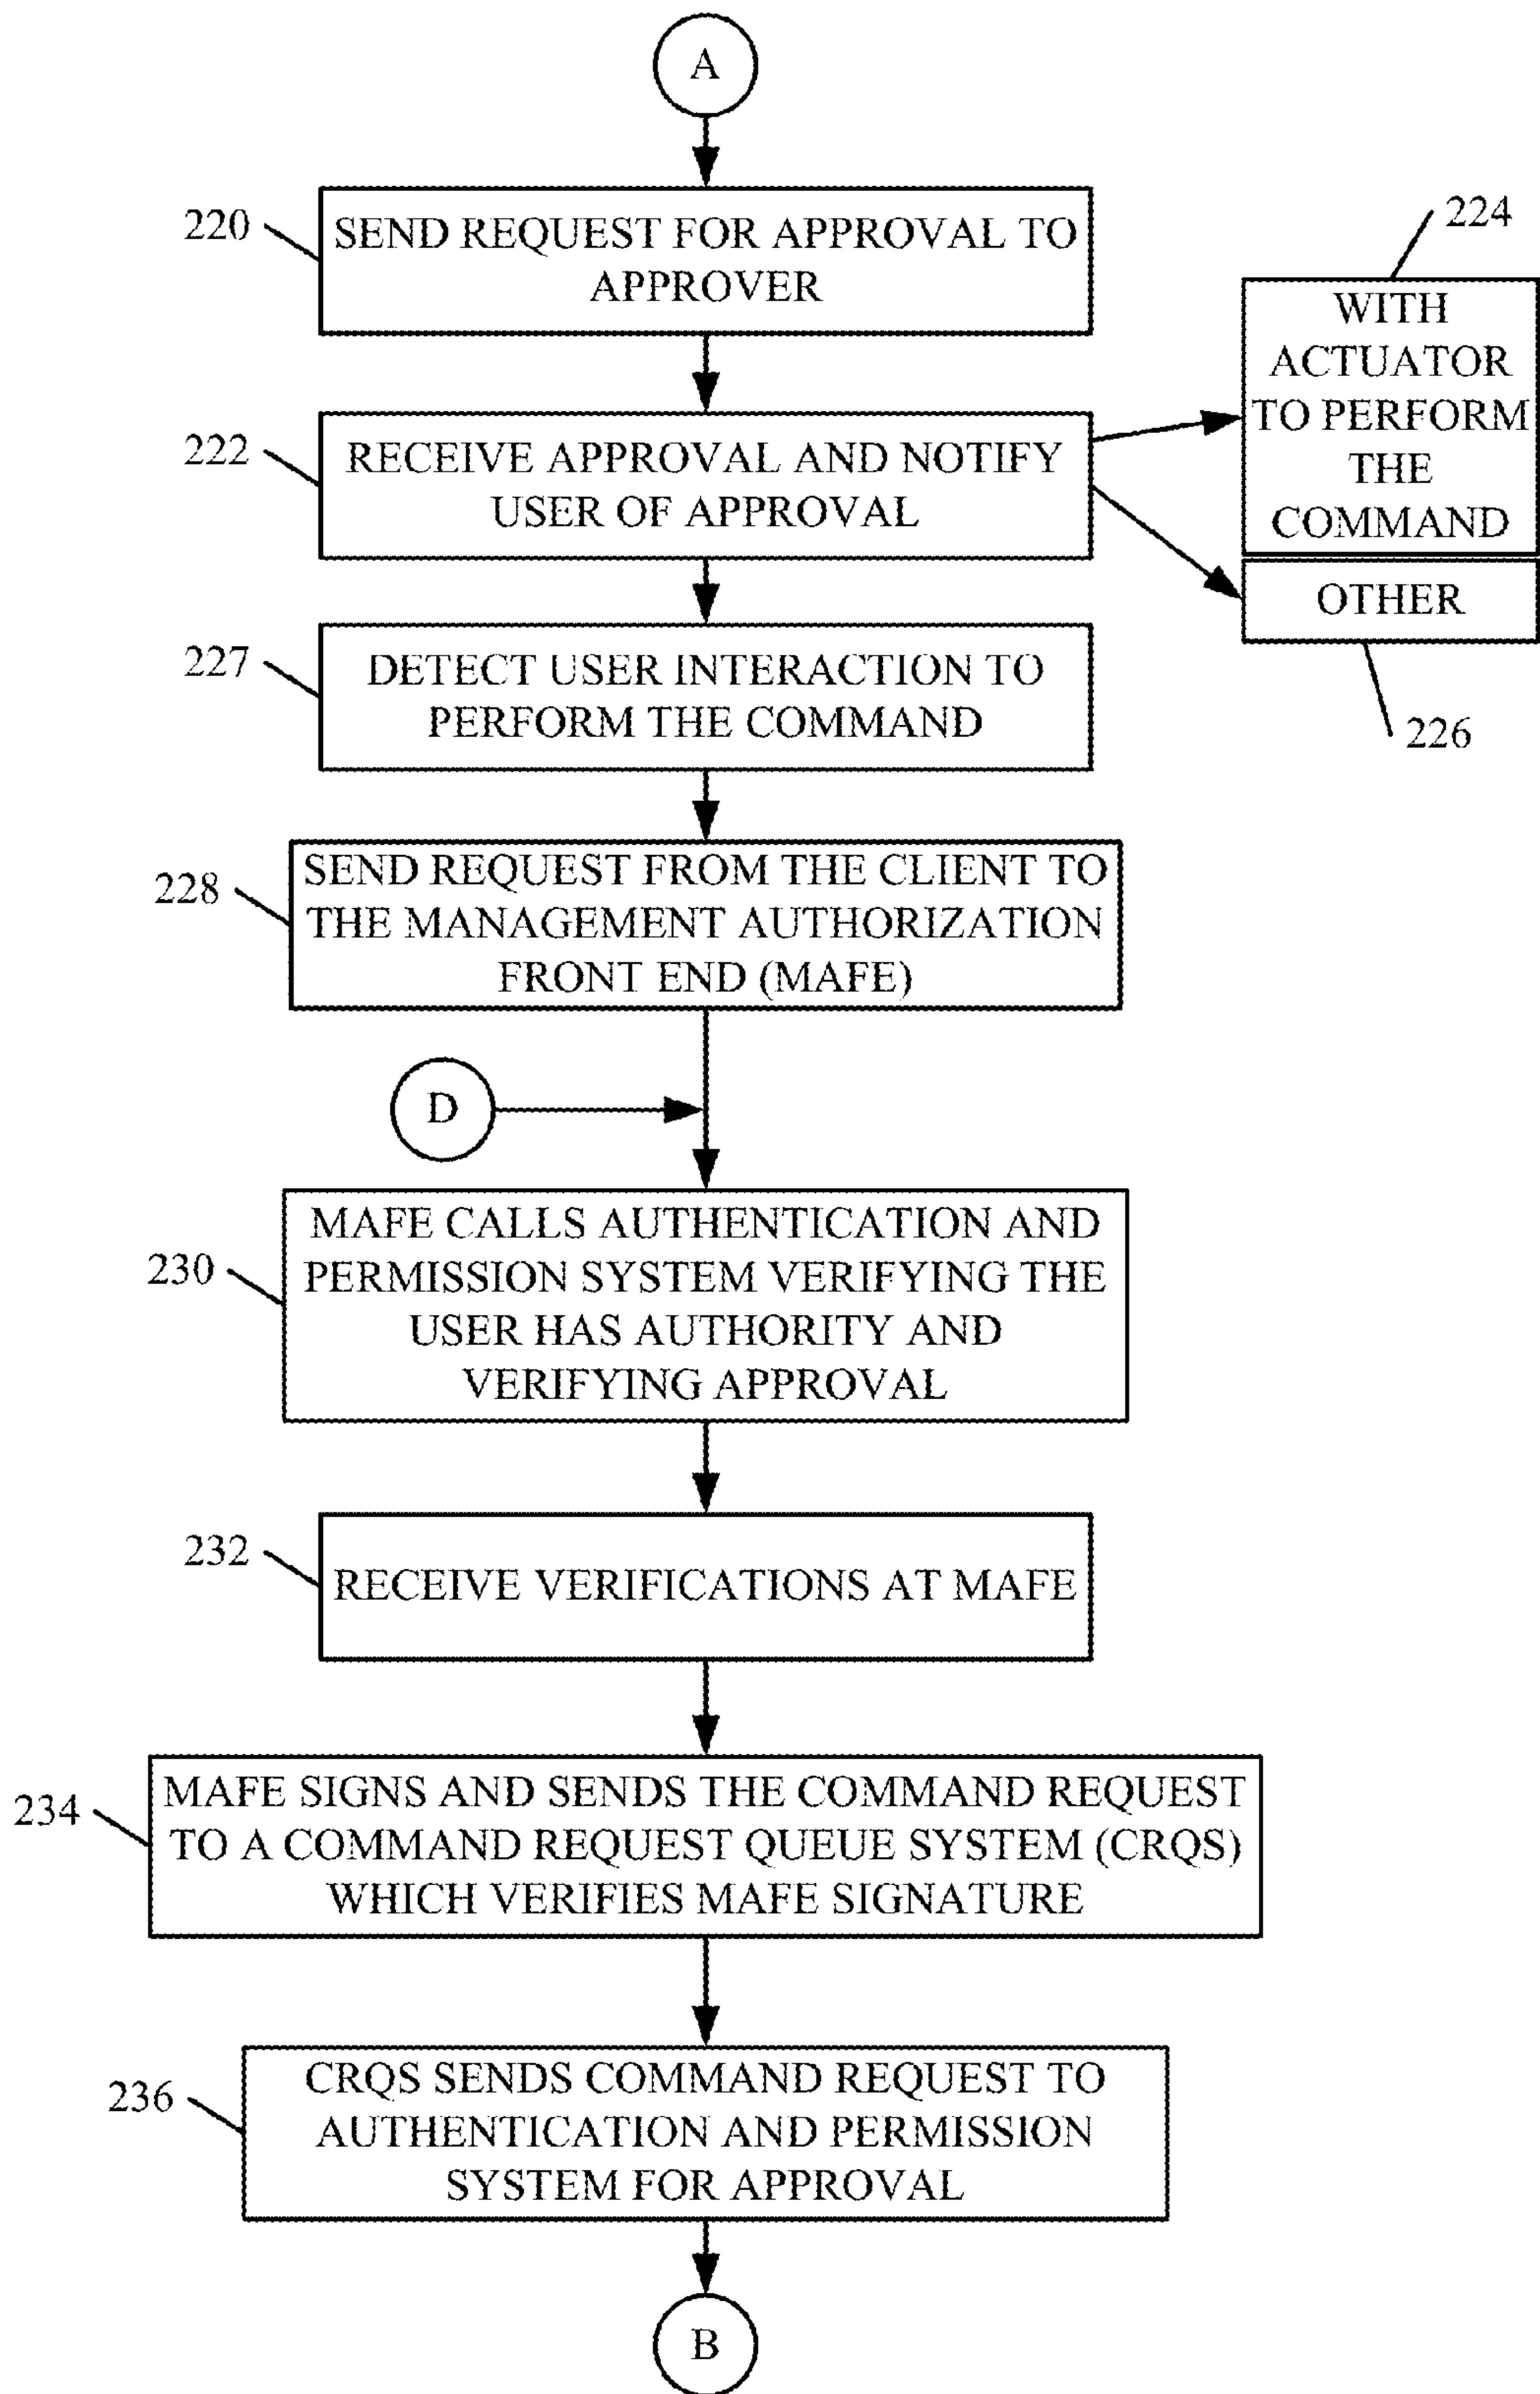 A
220
SEND REQUEST FOR APPROVAL TO
APPROVER
224
WITH
ACTUATOR
TO PERFORM
THE
COMMAND
222
RECEIVE APPROVAL AND NOTIFY
USER OF APPROVAL
OTHER
226
227
DETECT USER INTERACTION TO
PERFORM THE COMMAND
228
SEND REQUEST FROM THE CLIENT TO
THE MANAGEMENT AUTHORIZATION
FRONT END (MAFE)
D
230
MAFE CALLS AUTHENTICATION AND
PERMISSION SYSTEM VERIFYING THE
USER HAS AUTHORITY AND
VERIFYING APPROVAL
232
RECEIVE VERIFICATIONS AT MAFE
234
MAFE SIGNS AND SENDS THE COMMAND REQUEST
TO A COMMAND REQUEST QUEUE SYSTEM (CRQS)
WHICH VERIFIES MAFE SIGNATURE
236
CRQS SENDS COMMAND REQUEST TO
AUTHENTICATION AND PERMISSION
SYSTEM FOR APPROVAL
B